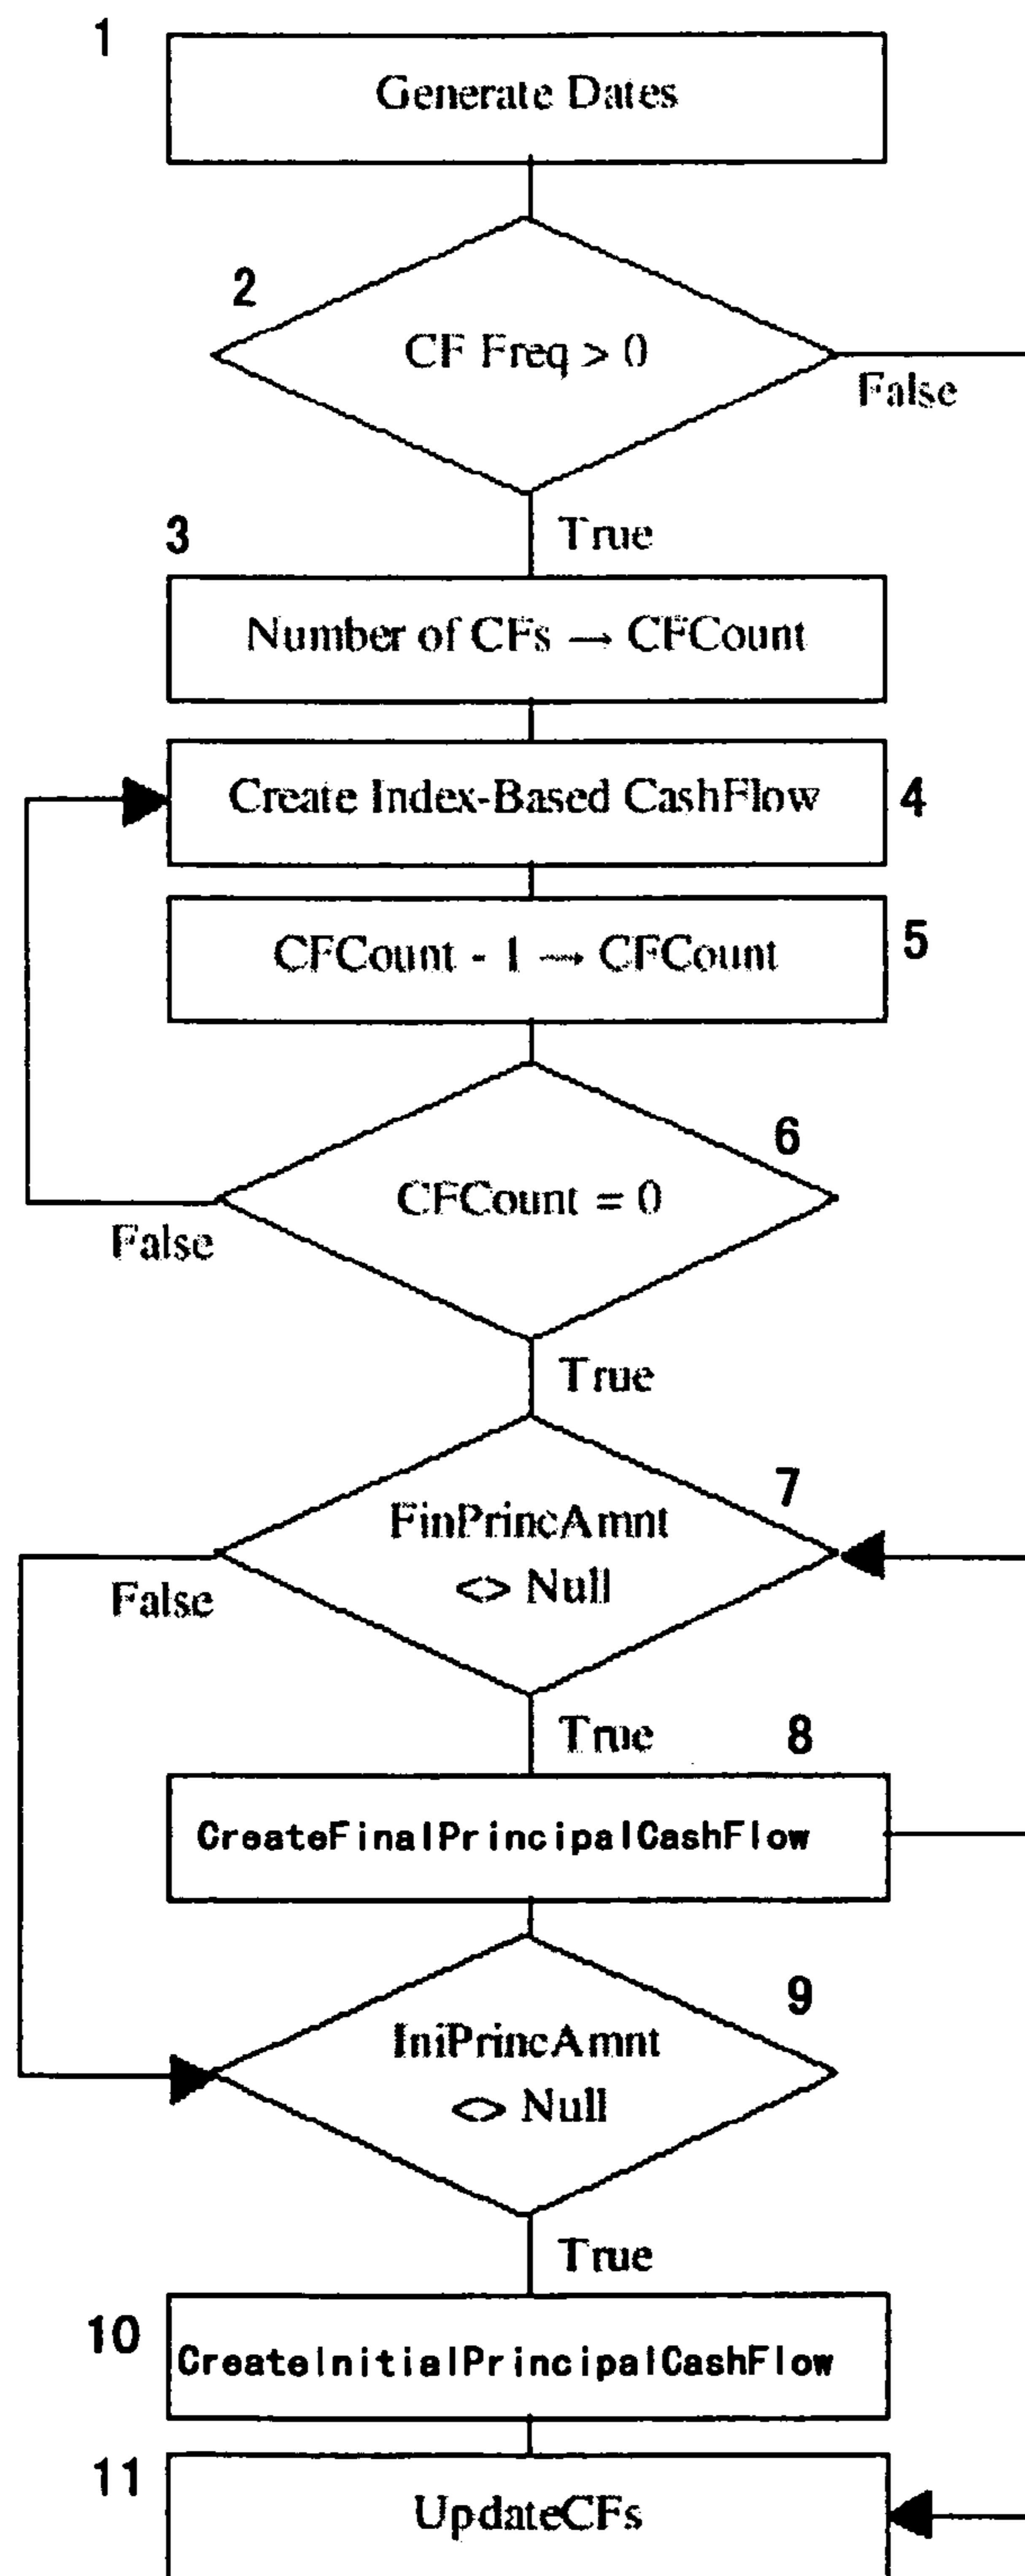 1
Generate Dates
2
CF Freq > 0
False
True
3
Number of CFs → CFCount
Create Index-Based CashFlow
4
CFCount - 1 → CFCount
5
6
CFCount = 0
False
True
7
FinPrincAmnt
<> Null
False
True
8
CreateFinalPrincipalCashFlow
9
IniPrincAmnt
<> Null
True
10
CreateInitialPrincipalCashFlow
11
UpdateCFs